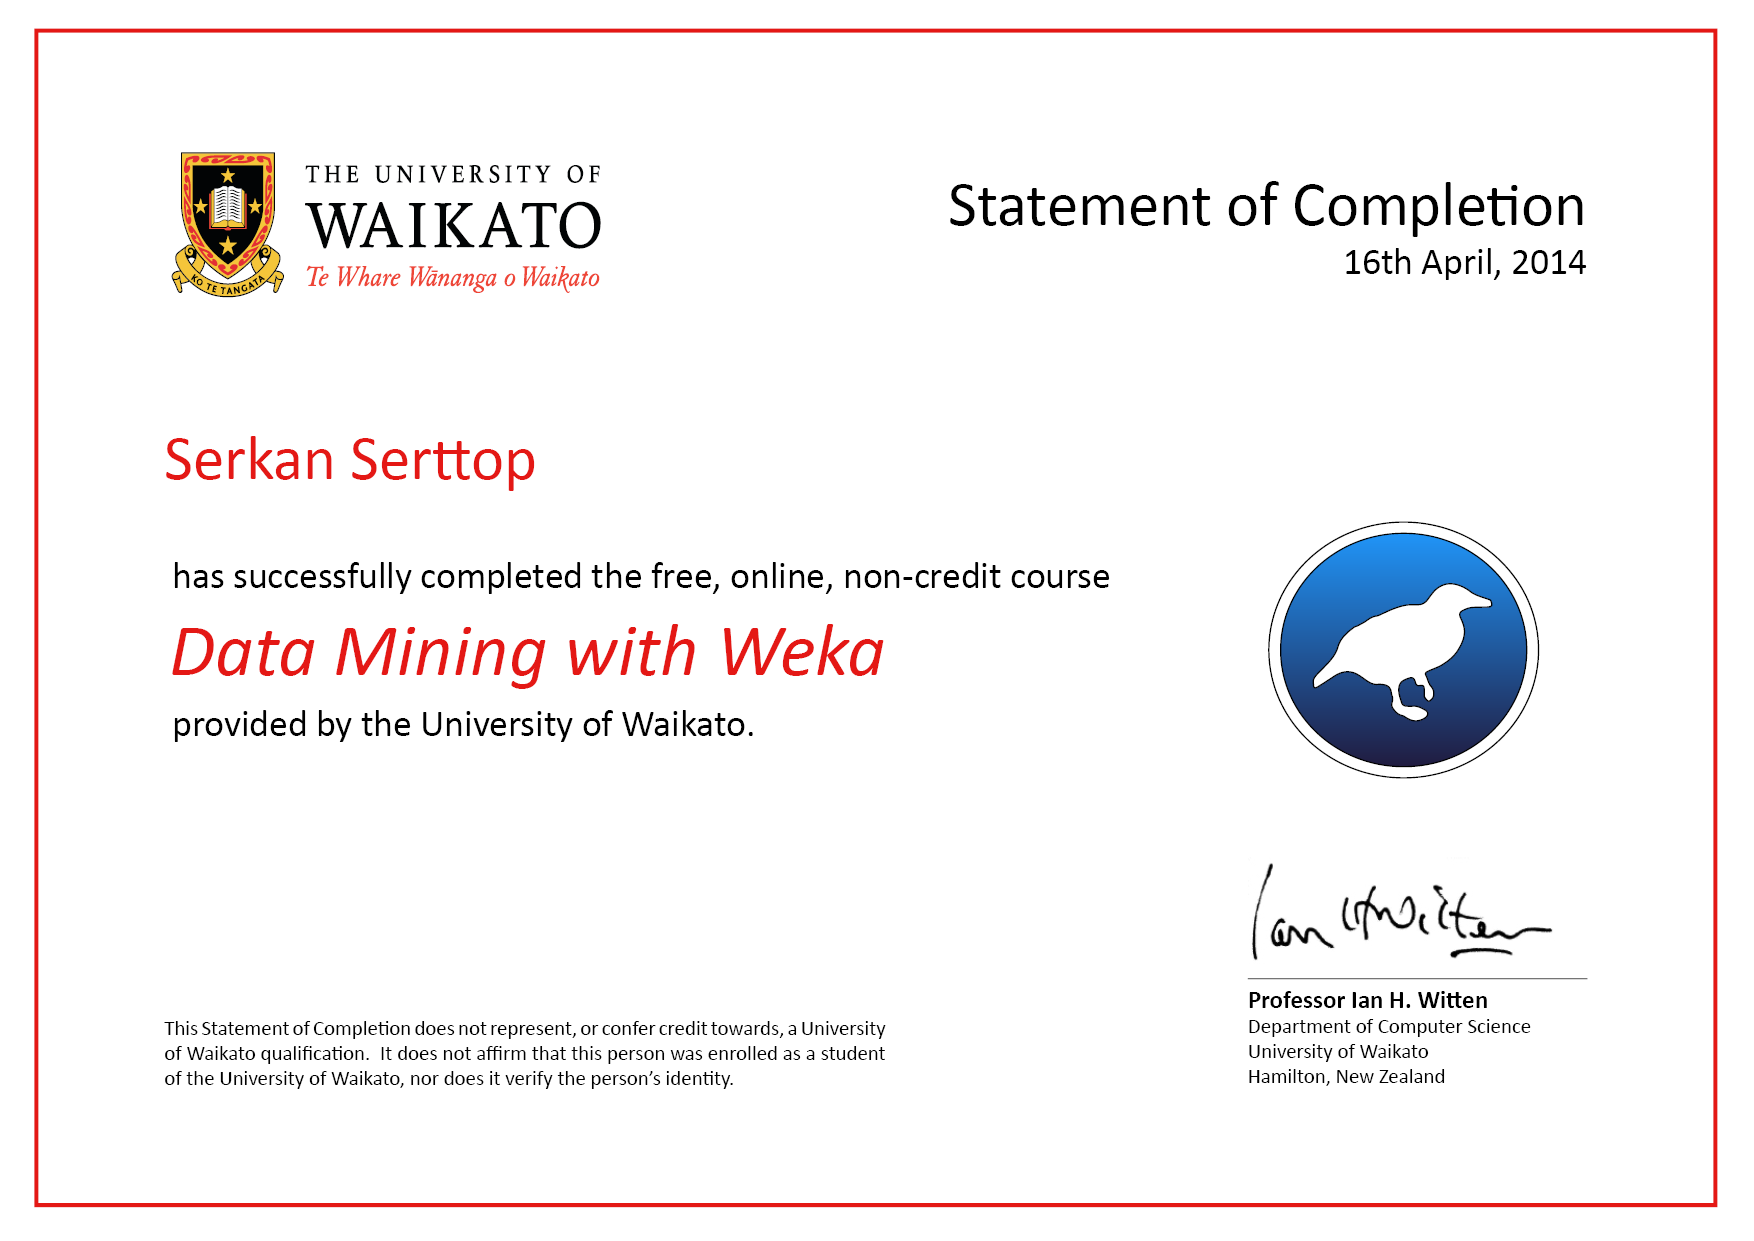 THE UNIVERSITY OF
WAIKATO
Te Whare Wānanga o Waikato
KO TE TANGATA
Statement of Completion
16th April, 2014
Serkan Serttop
has successfully completed the free, online, non-credit course
Data Mining with Weka
provided by the University of Waikato.
Ian H Witten
Professor Ian H. Witten
Department of Computer Science
University of Waikato
Hamilton, New Zealand
This Statement of Completion does not represent, or confer credit towards, a University
of Waikato qualification.  It does not affirm that this person was enrolled as a student
of the University of Waikato, nor does it verify the person's identity.